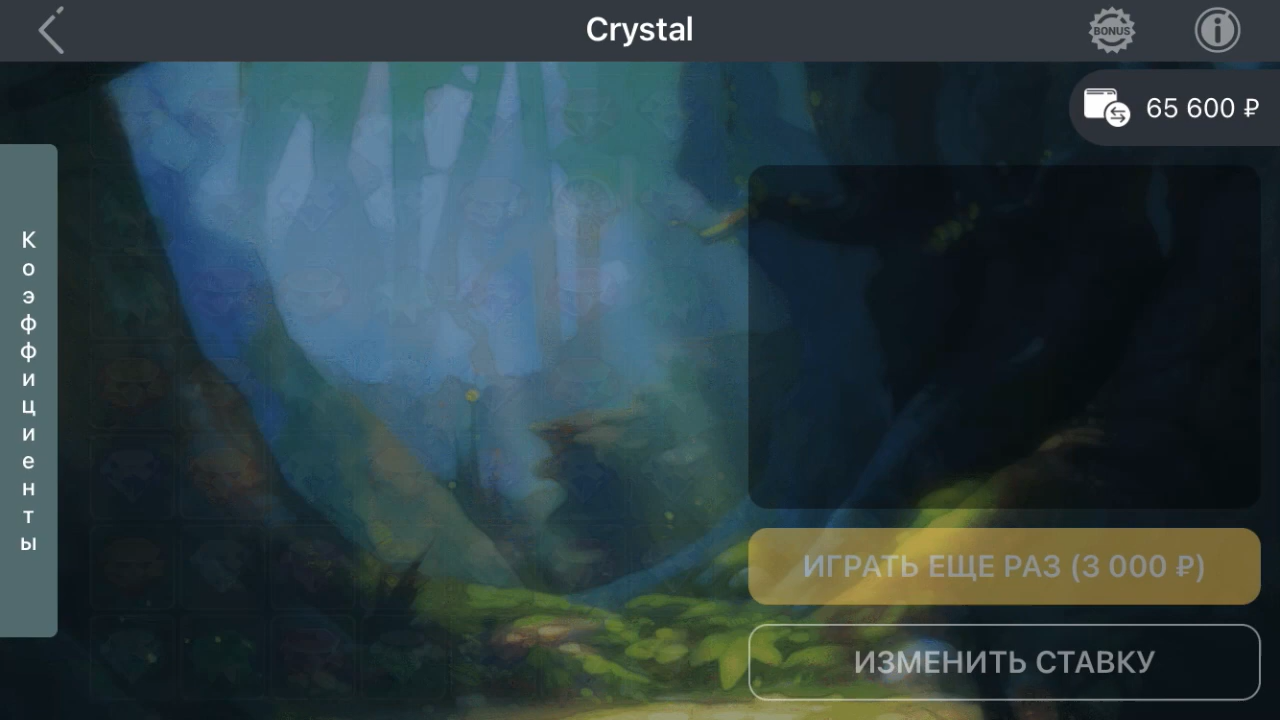 Crystal
BONUS
65 600 ₽
Коэффициенты
ИГРАТЬ ЕЩЕ РАЗ (3 000 ₽)
ИЗМЕНИТЬ СТАВКУ